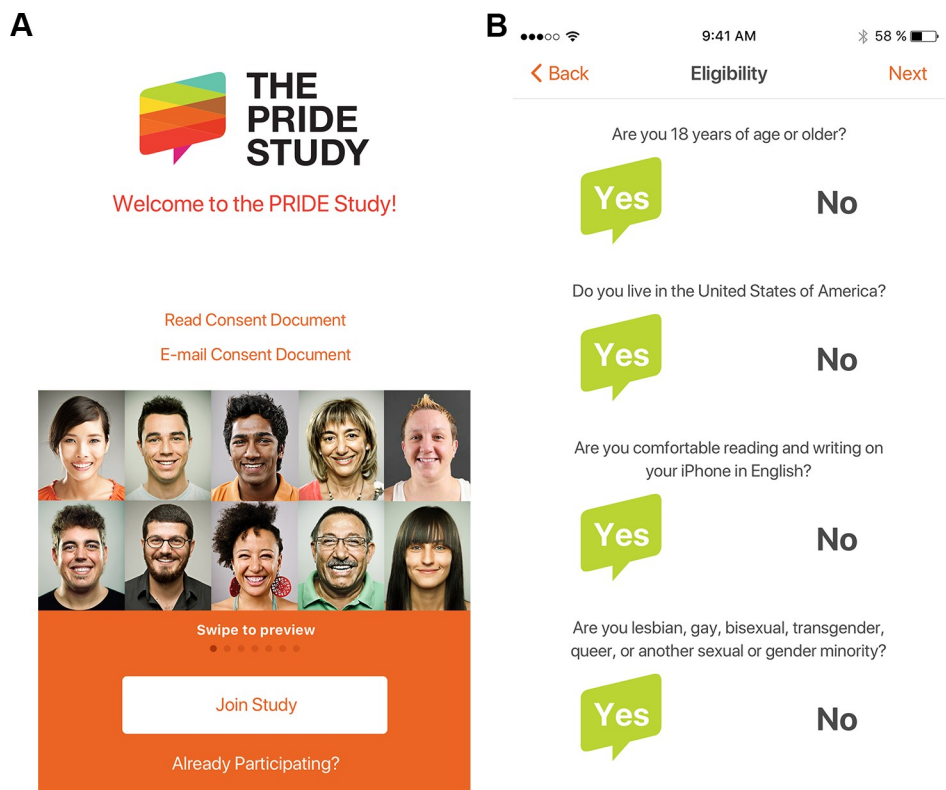 A
THE
PRIDE
STUDY
Welcome to the PRIDE Study!
Read Consent Document
E-mail Consent Document
Swipe to preview
Join Study
Already Participating?
B
9:41 AM
58 %
Back
Eligibility
Next
Are you 18 years of age or older?
Yes
No
Do you live in the United States of America?
Yes
No
Are you comfortable reading and writing on
your iPhone in English?
Yes
No
Are you lesbian, gay, bisexual, transgender,
queer, or another sexual or gender minority?
Yes
No